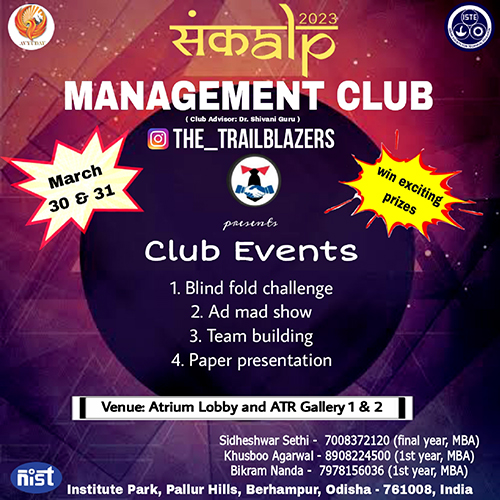 2023
संकalp
ISTE
MANAGEMENT CLUB
( Club Advisor: Dr. Shivani Guru )
THE_TRAILBLAZERS
March
30 & 31
win exciting
prizes
presents
Club Events
1. Blind fold challenge
2. Ad mad show
3. Team building
4. Paper presentation
Venue: Atrium Lobby and ATR Gallery 1 & 2
Sidheshwar Sethi - 7008372120 (final year, MBA)
Khusboo Agarwal - 8908224500 (1st year, MBA)
Bikram Nanda - 7978156036 (1st year, MBA)
nist
Institute Park, Pallur Hills, Berhampur, Odisha - 761008, India